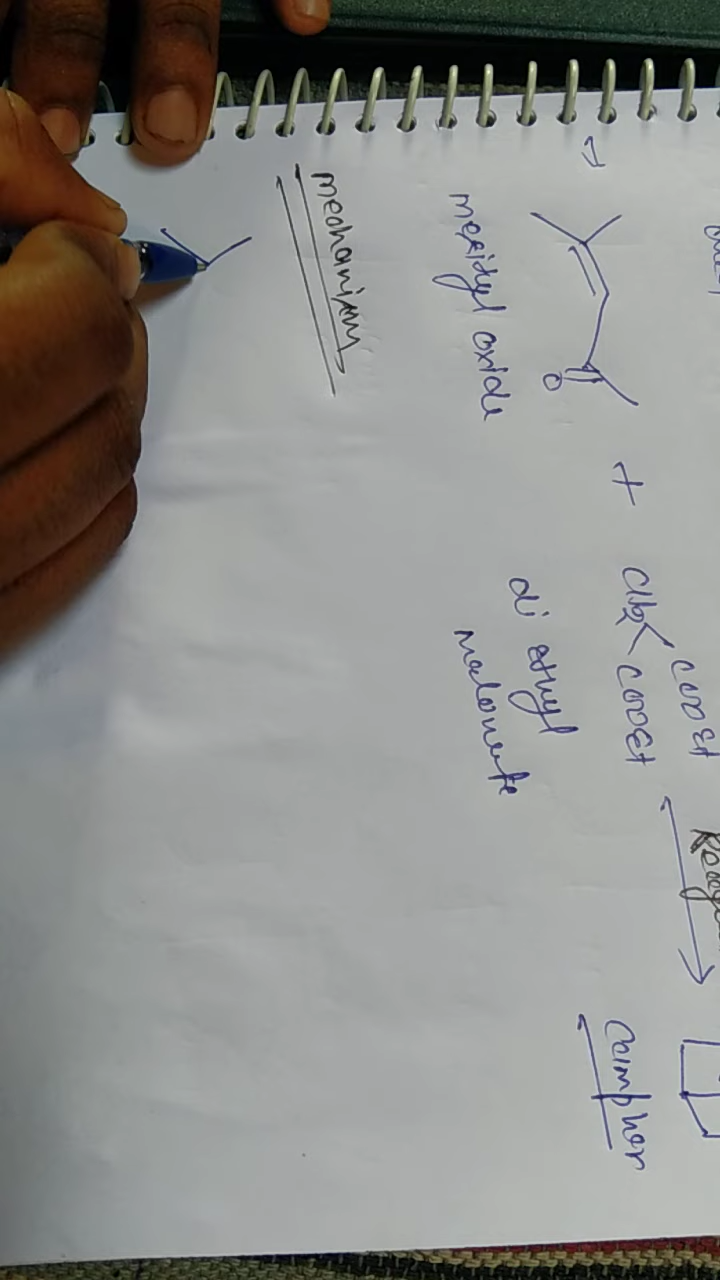 COOEt
CH2
COOEt
O
+
Camphor
mesityl oxide
di ethyl
malonate
mechanism